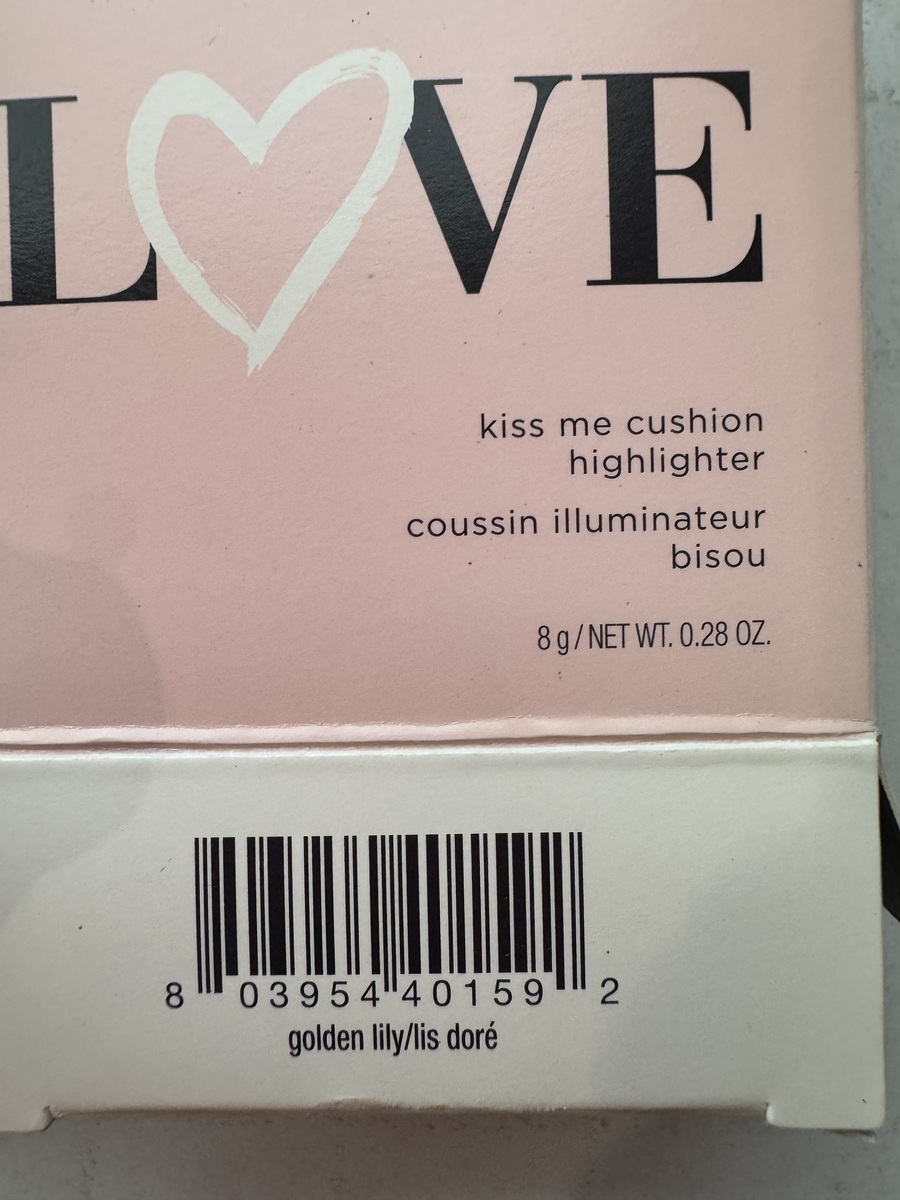 LOVE
kiss me cushion
highlighter
coussin illuminateur
bisou
8 g / NET WT. 0.28 OZ.
8 03954 40159 2
golden lily/lis doré